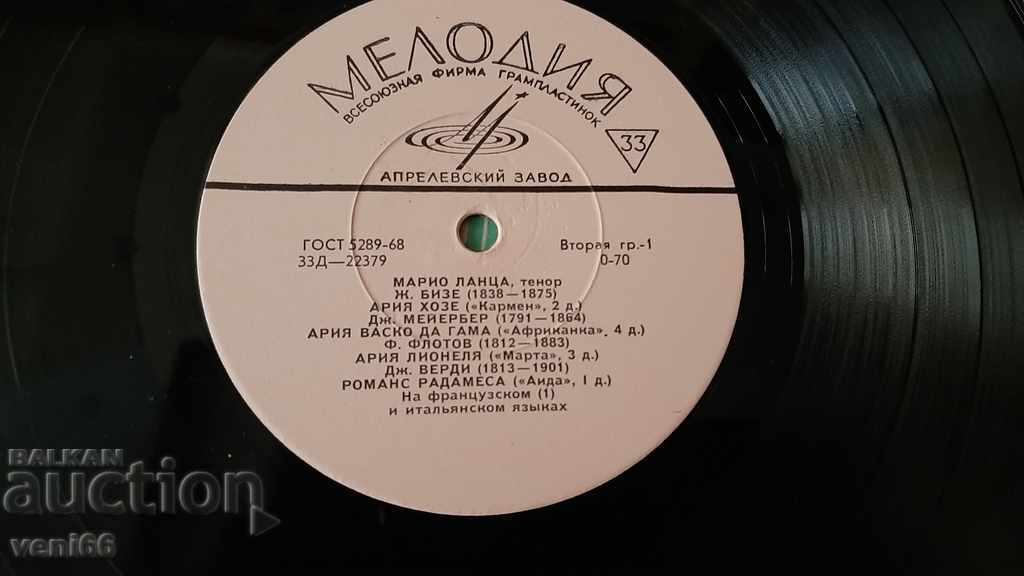 МЕЛОДИЯ
ВСЕСОЮЗНАЯ ФИРМА ГРАМПЛАСТИНОК
33
АПРЕЛЕВСКИЙ ЗАВОД
ГОСТ 5289-68
Вторая гр.-1
33Д—22379
0-70
МАРИО ЛАНЦА, тенор
Ж. БИЗЕ (1838—1875)
АРИЯ ХОЗЕ («Кармен», 2 д.)
Дж. МЕЙЕРБЕР (1791—1864)
АРИЯ ВАСКО ДА ГАМА («Африканка», 4 д.)
Ф. ФЛОТОВ (1812—1883)
АРИЯ ЛИОНЕЛЯ («Марта», 3 д.)
Дж. ВЕРДИ (1813—1901)
РОМАНС РАДАМЕСА («Аида», I д.)
На французском (1)
и итальянском языках
BALKAN
auction
veni66